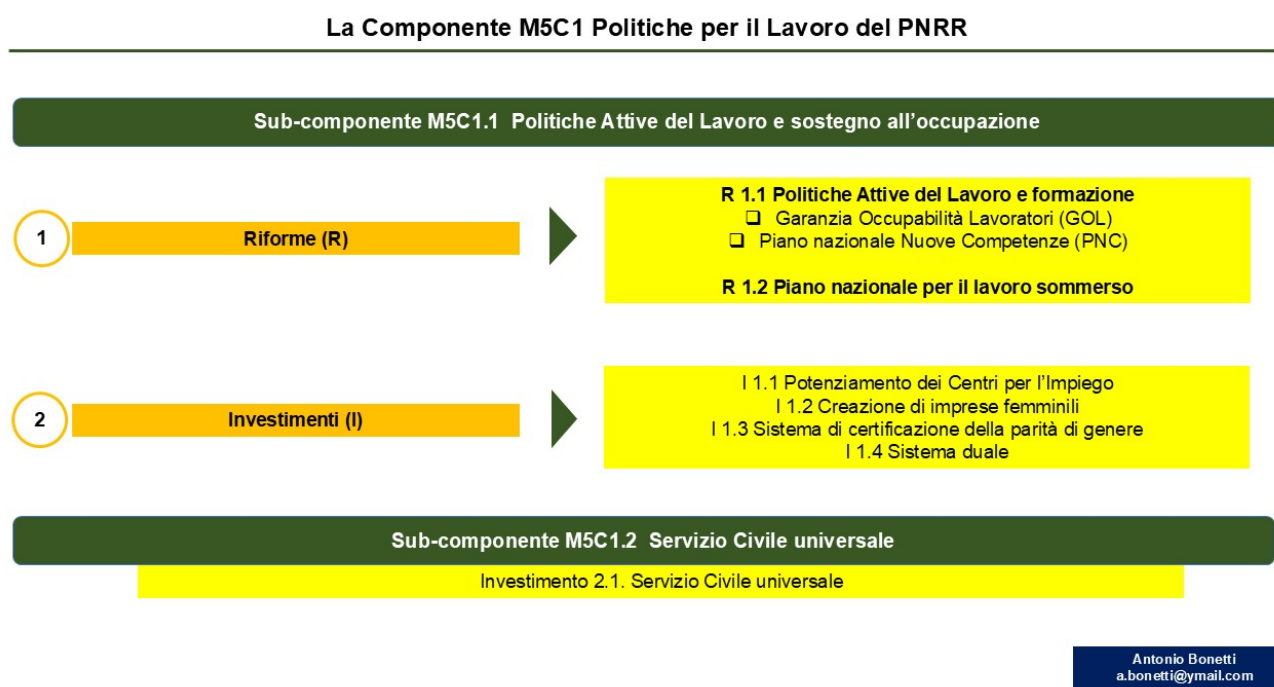 La Componente M5C1 Politiche per il Lavoro del PNRR
Sub-componente M5C1.1 Politiche Attive del Lavoro e sostegno all’occupazione
1
Riforme (R)
R 1.1 Politiche Attive del Lavoro e formazione
❑ Garanzia Occupabilità Lavoratori (GOL)
❑ Piano nazionale Nuove Competenze (PNC)
R 1.2 Piano nazionale per il lavoro sommerso
2
Investimenti (I)
I 1.1 Potenziamento dei Centri per l’Impiego
I 1.2 Creazione di imprese femminili
I 1.3 Sistema di certificazione della parità di genere
I 1.4 Sistema duale
Sub-componente M5C1.2 Servizio Civile universale
Investimento 2.1. Servizio Civile universale
Antonio Bonetti
a.bonetti@ymail.com